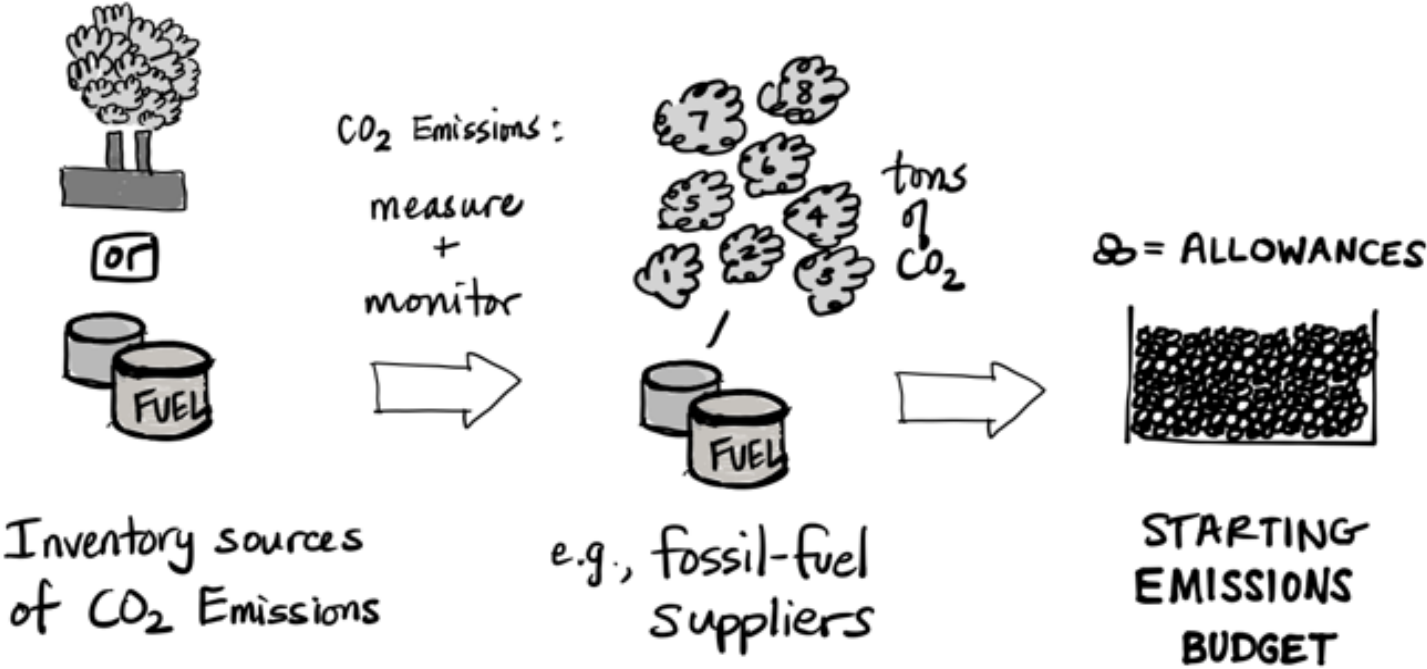 or
FUEL
Inventory sources
of CO2 Emissions
CO2 Emissions:
measure
+
monitor
7
8
6
5
4
1
2
3
tons
of
CO2
FUEL
e.g., fossil-fuel
suppliers
= ALLOWANCES
STARTING
EMISSIONS
BUDGET